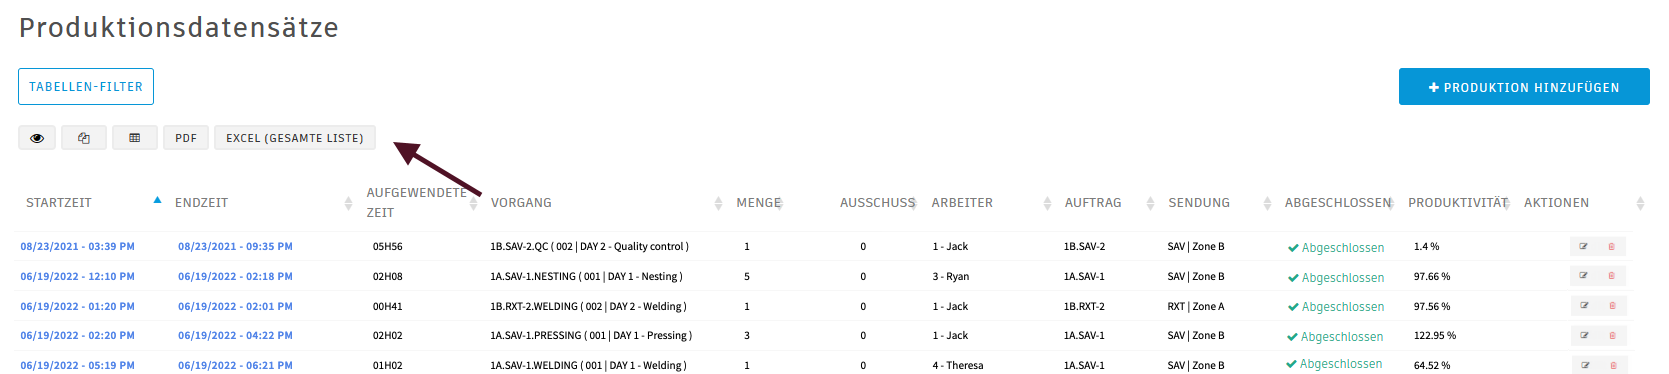 Produktionsdatensätze
TABELLEN-FILTER
PRODUKTION HINZUFÜGEN
PDF EXCEL (GESAMTE LISTE)
STARTZEIT ENDZEIT AUFGEWENDETE ZEIT VORGANG MENGE AUSSCHUSS ARBEITER AUFTRAG SENDUNG ABGESCHLOSSEN PRODUKTIVITÄT AKTIONEN
08/23/2021 - 03:39 PM 08/23/2021 - 09:35 PM 05H56 1B.SAV-2.QC ( 002 | DAY 2 - Quality control ) 1 0 1 - Jack 1B.SAV-2 SAV | Zone B Abgeschlossen 1.4 %
06/19/2022 - 12:10 PM 06/19/2022 - 02:18 PM 02H08 1A.SAV-1.NESTING ( 001 | DAY 1 - Nesting ) 5 0 3 - Ryan 1A.SAV-1 SAV | Zone B Abgeschlossen 97.66 %
06/19/2022 - 01:20 PM 06/19/2022 - 02:01 PM 00H41 1B.RXT-2.WELDING ( 002 | DAY 2 - Welding ) 1 0 1 - Jack 1B.RXT-2 RXT | Zone A Abgeschlossen 97.56 %
06/19/2022 - 02:20 PM 06/19/2022 - 04:22 PM 02H02 1A.SAV-1.PRESSING ( 001 | DAY 1 - Pressing ) 3 0 1 - Jack 1A.SAV-1 SAV | Zone B Abgeschlossen 122.95 %
06/19/2022 - 05:19 PM 06/19/2022 - 06:21 PM 01H02 1A.SAV-1.WELDING ( 001 | DAY 1 - Welding ) 1 0 4 - Theresa 1A.SAV-1 SAV | Zone B Abgeschlossen 64.52 %